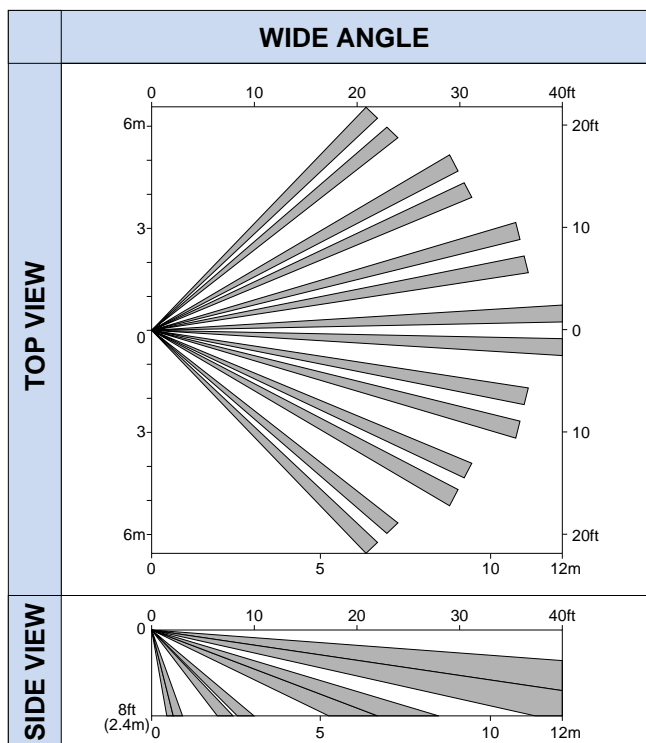 WIDE ANGLE
TOP VIEW
0 10 20 30 40ft
6m 20ft
3 10
0 0
3 10
6m 20ft
0 5 10 12m
SIDE VIEW
0 10 20 30 40ft
0
8ft
(2.4m)
0 5 10 12m